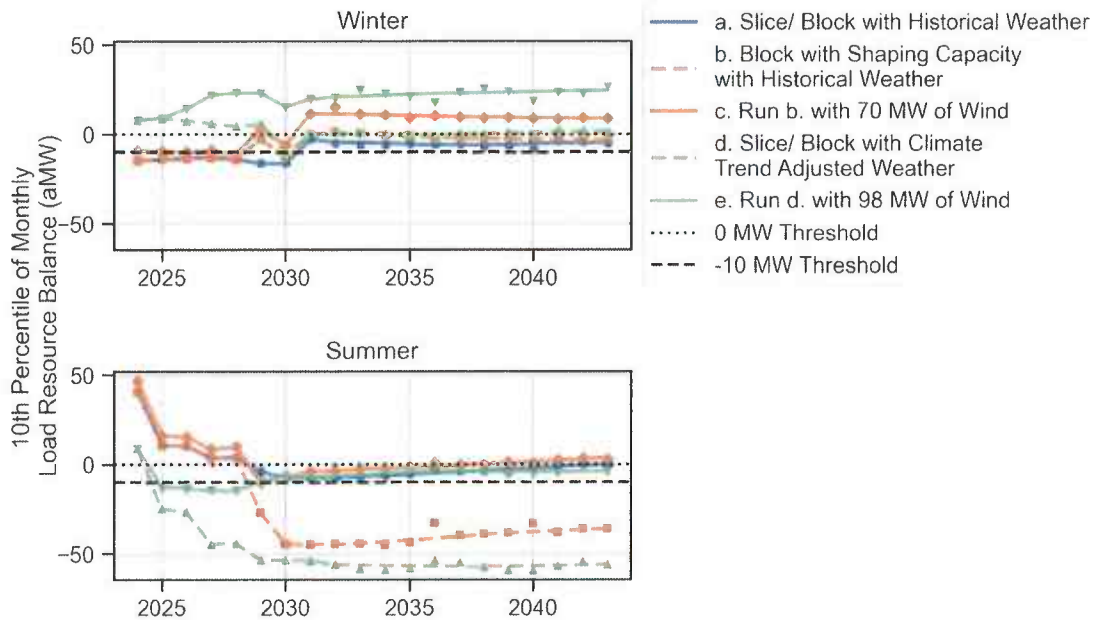 Winter
50
0
−50
2025
2030
2035
2040
a. Slice/ Block with Historical Weather
b. Block with Shaping Capacity
with Historical Weather
c. Run b. with 70 MW of Wind
d. Slice/ Block with Climate
Trend Adjusted Weather
e. Run d. with 98 MW of Wind
0 MW Threshold
-10 MW Threshold
10th Percentile of Monthly
Load Resource Balance (aMW)
Summer
50
0
−50
2025
2030
2035
2040